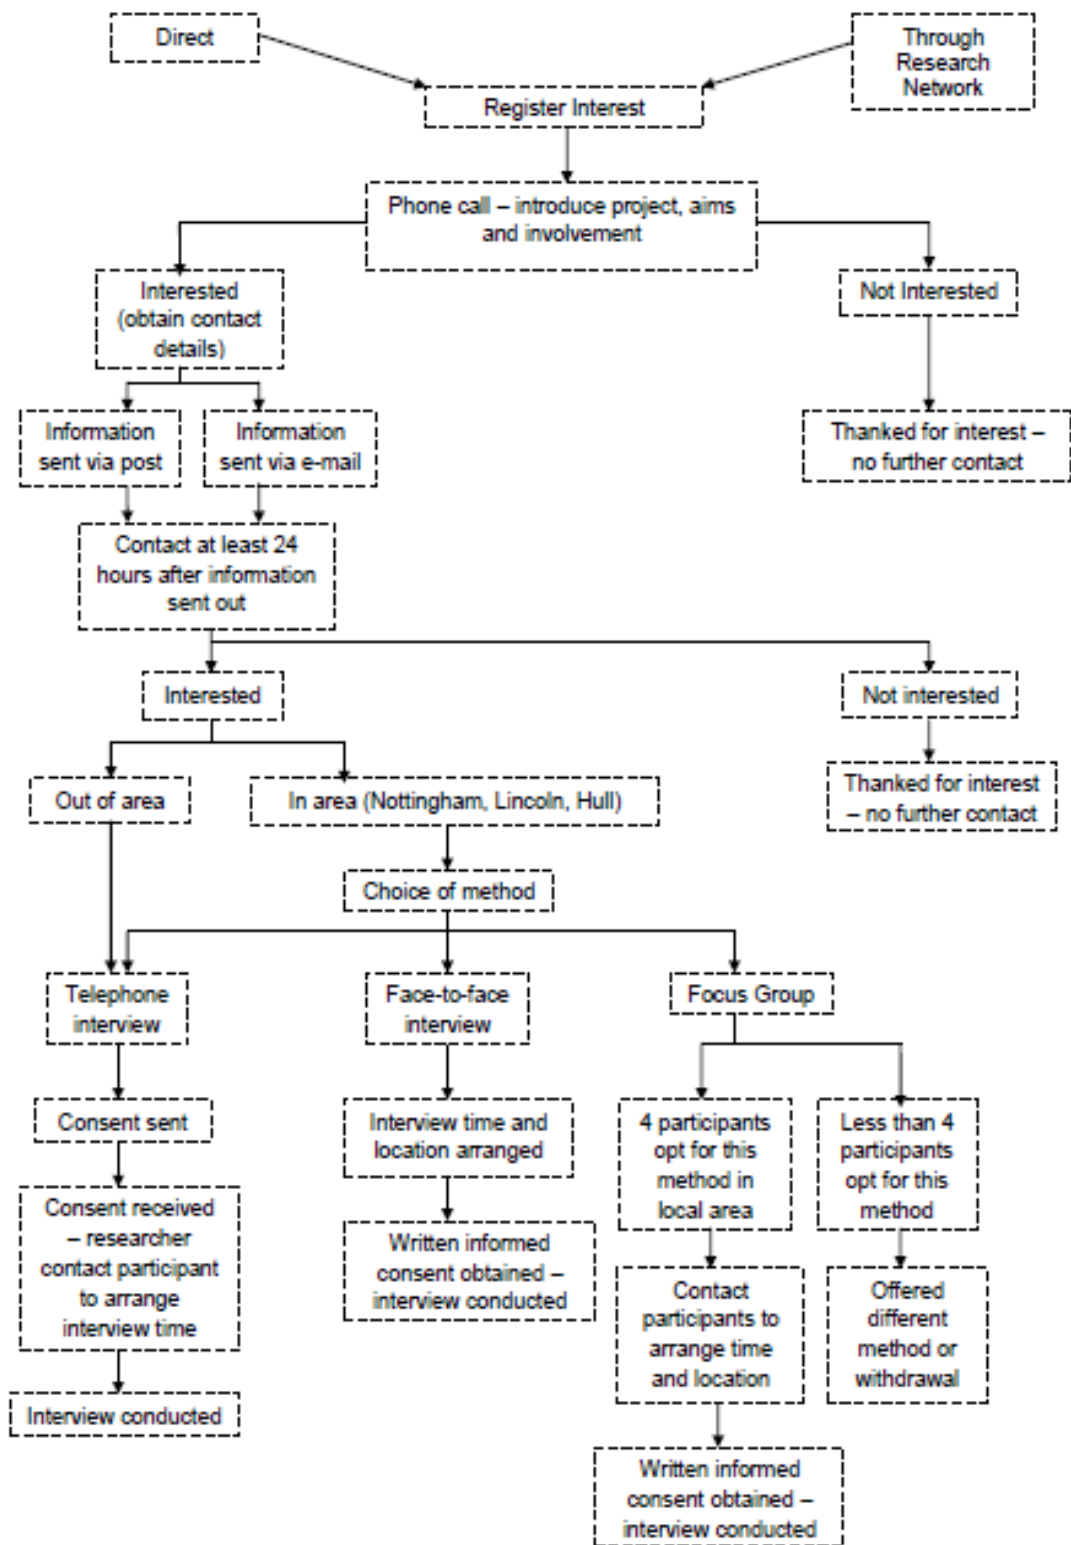 Direct
Through
Research
Network
Register Interest
Phone call – introduce project, aims
and involvement
Interested
(obtain contact
details)
Not Interested
Information
sent via post
Information
sent via e-mail
Thanked for interest –
no further contact
Contact at least 24
hours after information
sent out
Interested
Not interested
Out of area
In area (Nottingham, Lincoln, Hull)
Thanked for interest
– no further contact
Choice of method
Telephone
interview
Face-to-face
interview
Focus Group
Consent sent
Interview time and
location arranged
4 participants
opt for this
method in
local area
Less than 4
participants
opt for this
method
Consent received
– researcher
contact participant
to arrange
interview time
Written informed
consent obtained –
interview conducted
Contact
participants to
arrange time
and location
Offered
different
method or
withdrawal
Interview conducted
Written informed
consent obtained –
interview conducted